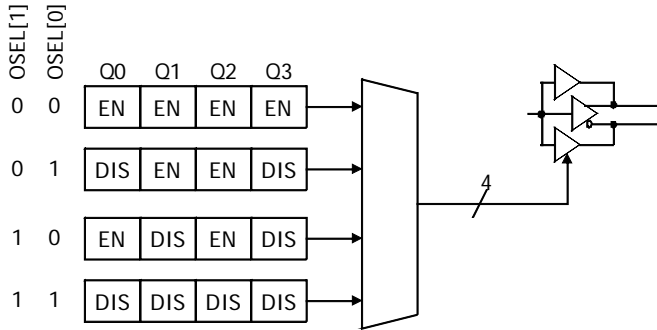 OSEL[1] OSEL[0]
Q0 Q1 Q2 Q3
0 0 EN EN EN EN
0 1 DIS EN EN DIS
4
1 0 EN DIS EN DIS
1 1 DIS DIS DIS DIS